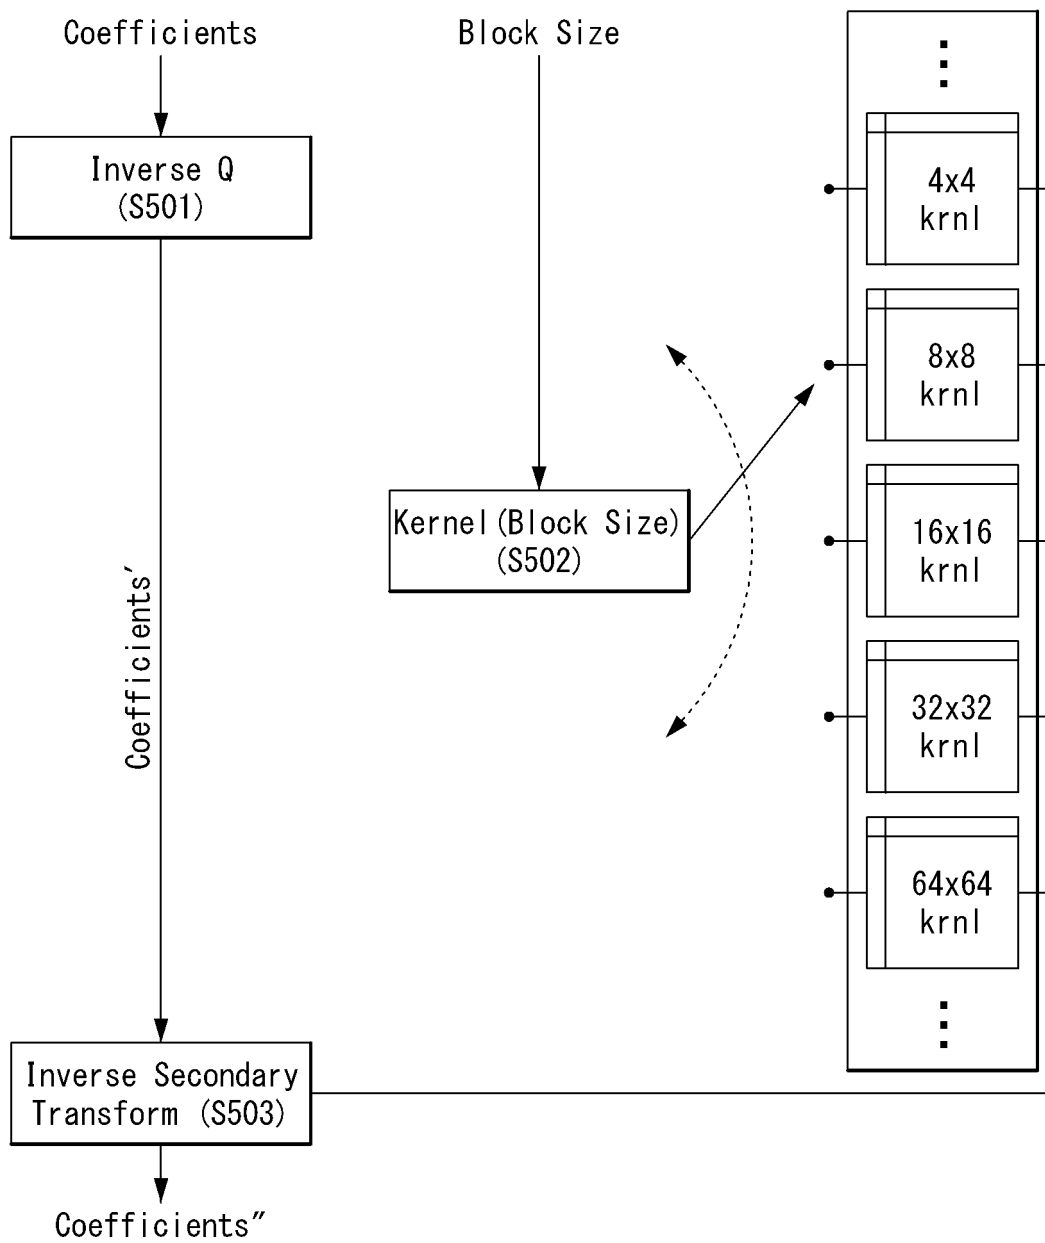 Coefficients
Block Size
Inverse Q
(S501)
4x4
krnl
8x8
krnl
Kernel(Block Size)
(S502)
16x16
krnl
Coefficients′
32x32
krnl
64x64
krnl
Inverse Secondary
Transform (S503)
Coefficients″